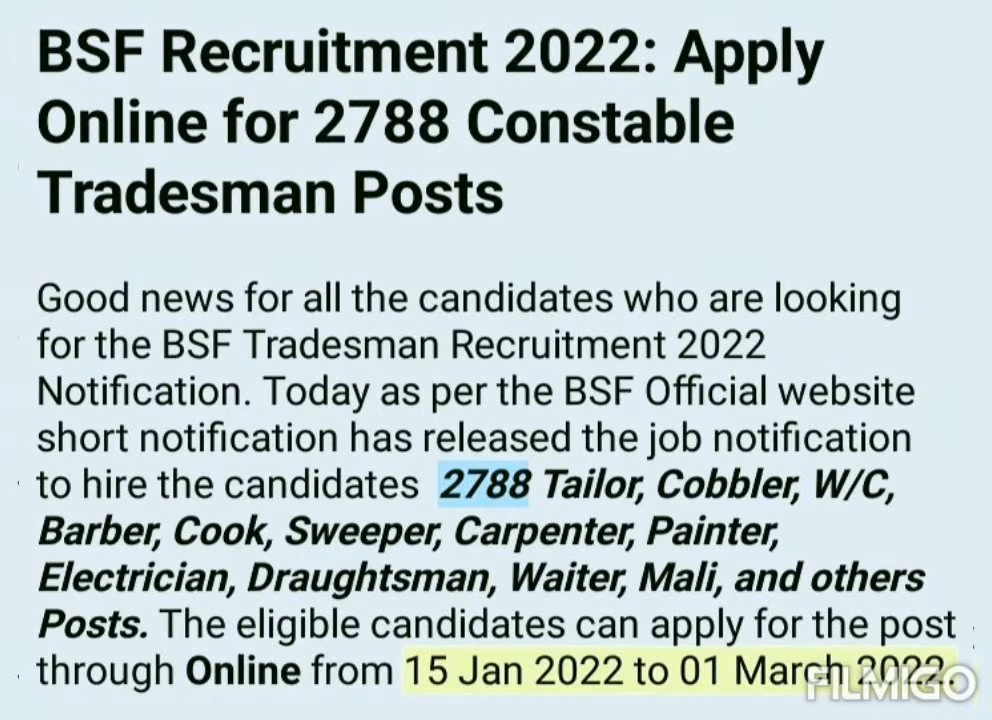 BSF Recruitment 2022: Apply
Online for 2788 Constable
Tradesman Posts
Good news for all the candidates who are looking
for the BSF Tradesman Recruitment 2022
Notification. Today as per the BSF Official website
short notification has released the job notification
to hire the candidates 2788 Tailor, Cobbler, W/C,
Barber, Cook, Sweeper, Carpenter, Painter,
Electrician, Draughtsman, Waiter, Mali, and others
Posts. The eligible candidates can apply for the post
through Online from 15 Jan 2022 to 01 March 2022.
FILMIGO